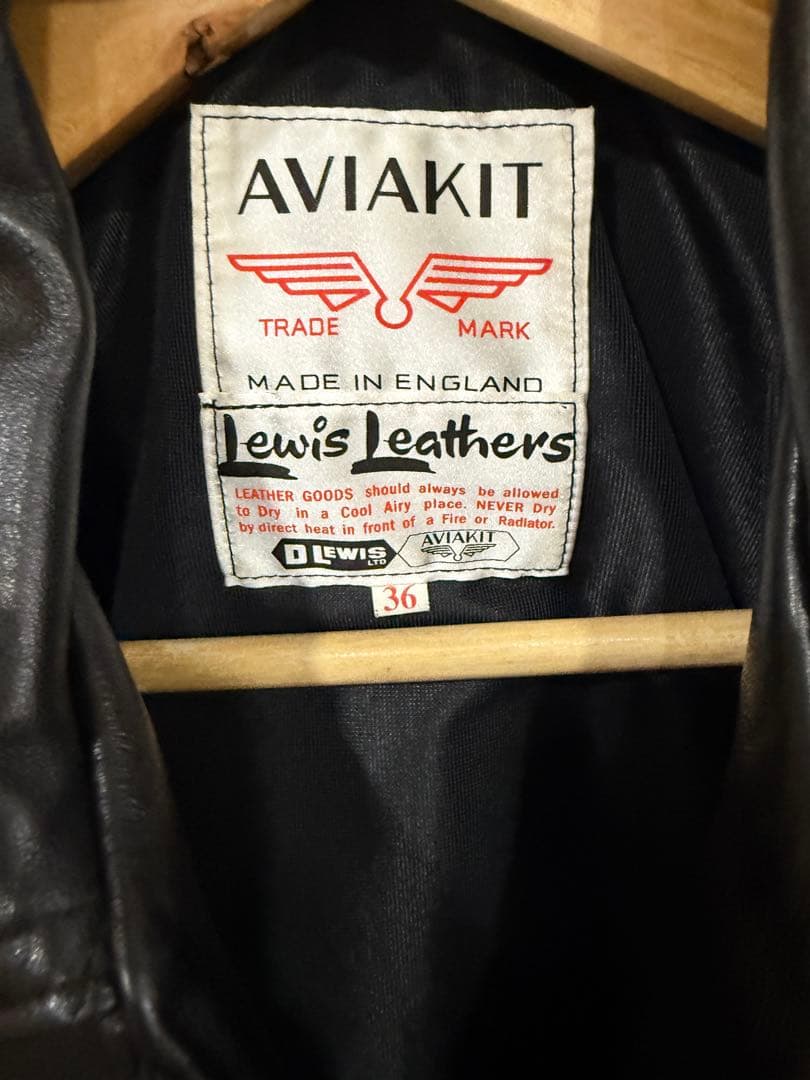 AVIAKIT
TRADE MARK
MADE IN ENGLAND
Lewis Leathers
LEATHER GOODS should always be allowed
to Dry in a Cool Airy place. NEVER Dry
by direct heat in front of a Fire or Radiator.
D LEWIS LTD AVIAKIT
36